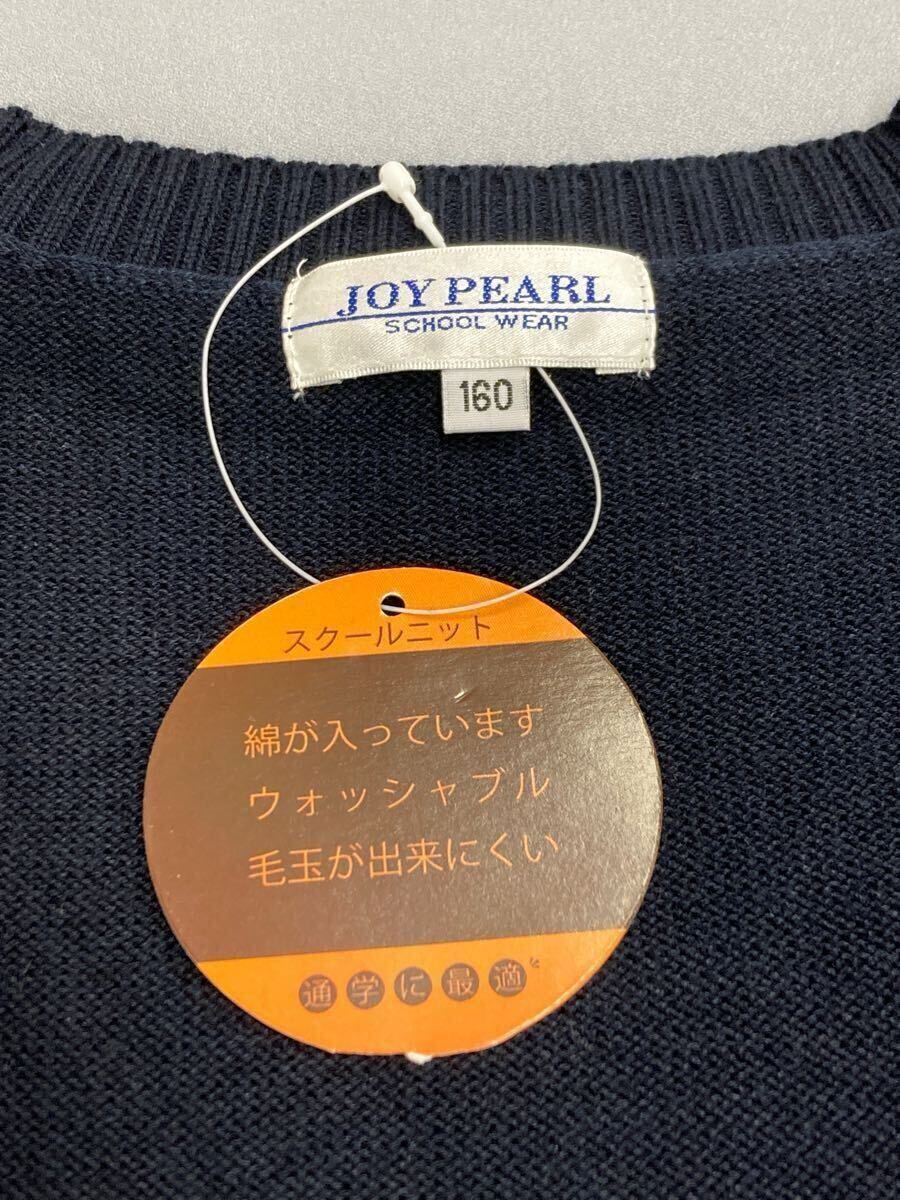 JOY PEARL
SCHOOL WEAR
160
スクールニット
綿が入っています
ウォッシャブル
毛玉が出来にくい
通学に最適